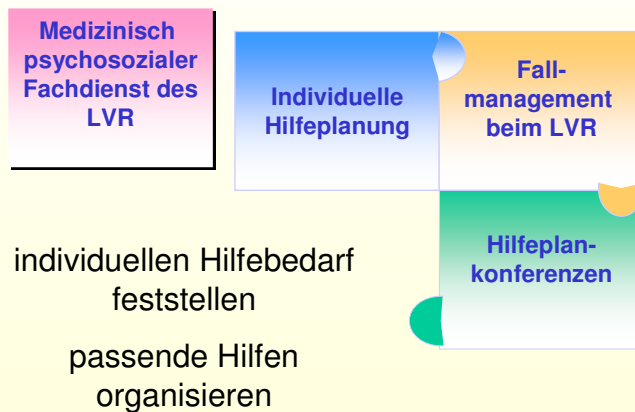 Medizinisch
psychosozialer
Fachdienst des
LVR
Individuelle
Hilfeplanung
Fall-
management
beim LVR
Hilfeplan-
konferenzen
individuellen Hilfebedarf
feststellen
passende Hilfen
organisieren